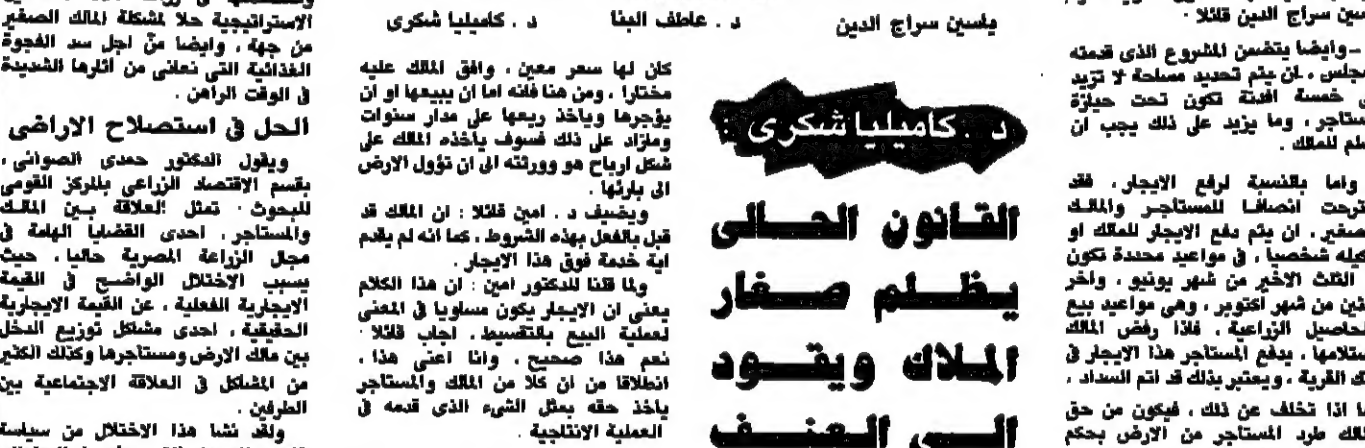 ياسين سراج الدين
د . عاطف البنا
د . كاميليا شكرى
سين سراج الدين قائلا .
ـ وايضا يتضمن المشروع الذى قدمته
مجلس ، ان يتم تحديد مساحة لا تزيد
خمسة افدنة تكون تحت حيازة
ستاجر ، وما يزيد على ذلك يجب ان
سلم للمالك .
واما بالنسبة لرفع الايجار ، فقد
ترحت انصافا للمستاجر والمالك
صغير ، ان يتم دفع الايجار للمالك او
كيله شخصيا ، فى مواعيد محددة تكون
الثلث الاخير من شهر يونيو ، واخر
من شهر اكتوبر ، وهى مواعيد بيع
حاصيل الزراعية ، فاذا رفض المالك
ستلامها ، يدفع المستاجر هذا الايجار فى
ك القرية ، ويعتبر بذلك قد اتم السداد ،
ا اذا تخلف عن ذلك ، فيكون من حق
الك طرد المستاجر من الارض بحكم
د . كاميليا شكرى :
القانون الحالى
يظلم صغار
الملاك ويقود
الى العنف
كان لها سعر معين ، وافق المالك عليه
مختارا ، ومن هنا فانه اما ان يبيعها او ان
يؤجرها وياخذ ريعها على مدار سنوات
ومازاد على ذلك فسوف ياخذه المالك على
شكل ارباح هو وورثته الى ان تؤول الارض
الى بارئها .
ويضيف د . امين قائلا : ان المالك قد
قبل بالفعل بهذه الشروط ، كما انه لم يقدم
اية خدمة فوق هذا الايجار .
ولما قلنا للدكتور امين : ان هذا الكلام
يعنى ان الايجار يكون مساويا فى المعنى
لعملية البيع بالتقسيط ، اجاب قائلا .
نعم هذا صحيح ، وانا اعنى هذا ،
انطلاقا من ان كلا من المالك والمستاجر
ياخذ حقه بمثل الشىء الذى قدمه فى
العملية الانتاجية .
الاستراتيجية حلا لمشكلة المالك الصغير
من جهة ، وايضا من اجل سد الفجوة
الغذائية التى نعانى من اثارها الشديدة
فى الوقت الراهن .
الحل فى استصلاح الاراضى
ويقول الدكتور حمدى الصوانى ،
بقسم الاقتصاد الزراعى بالمركز القومى
للبحوث . تمثل العلاقة بين المالك
والمستاجر ، احدى القضايا الهامة فى
مجال الزراعة المصرية حاليا ، حيث
يسبب الاختلال الواضح فى القيمة
الايجارية الفعلية ، عن القيمة الايجارية
الحقيقية ، احدى مشاكل توزيع الدخل
بين مالك الارض ومستاجرها وكذلك الكثير
من المشاكل فى العلاقة الاجتماعية بين
الطرفين .
ولقد نشا هذا الاختلال من سياسة